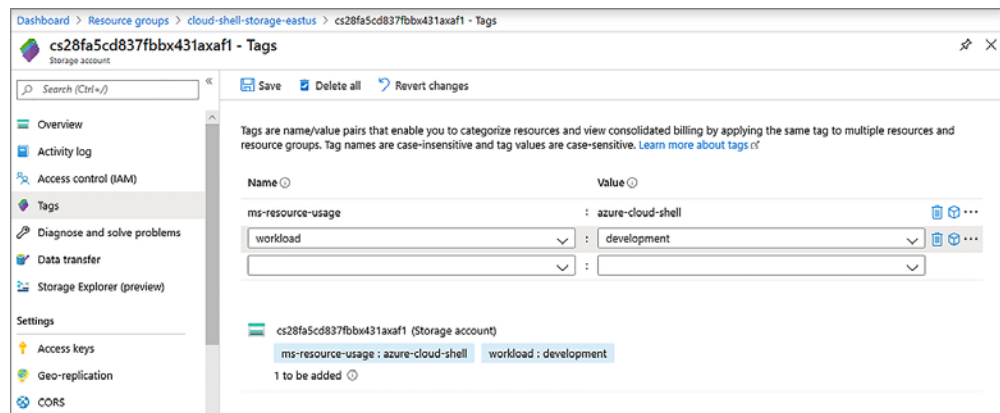 Dashboard > Resource groups > cloud-shell-storage-eastus > cs28fa5cd837fbbx431axaf1 - Tags
cs28fa5cd837fbbx431axaf1 - Tags
Storage account
Search (Ctrl+/)
«
Save Delete all Revert changes
Overview
Activity log
Access control (IAM)
Tags
Diagnose and solve problems
Data transfer
Storage Explorer (preview)
Settings
Access keys
Geo-replication
CORS
Tags are name/value pairs that enable you to categorize resources and view consolidated billing by applying the same tag to multiple resources and
resource groups. Tag names are case-insensitive and tag values are case-sensitive. Learn more about tags
Name Value
ms-resource-usage : azure-cloud-shell
workload : development
:
cs28fa5cd837fbbx431axaf1 (Storage account)
ms-resource-usage : azure-cloud-shell workload : development
1 to be added